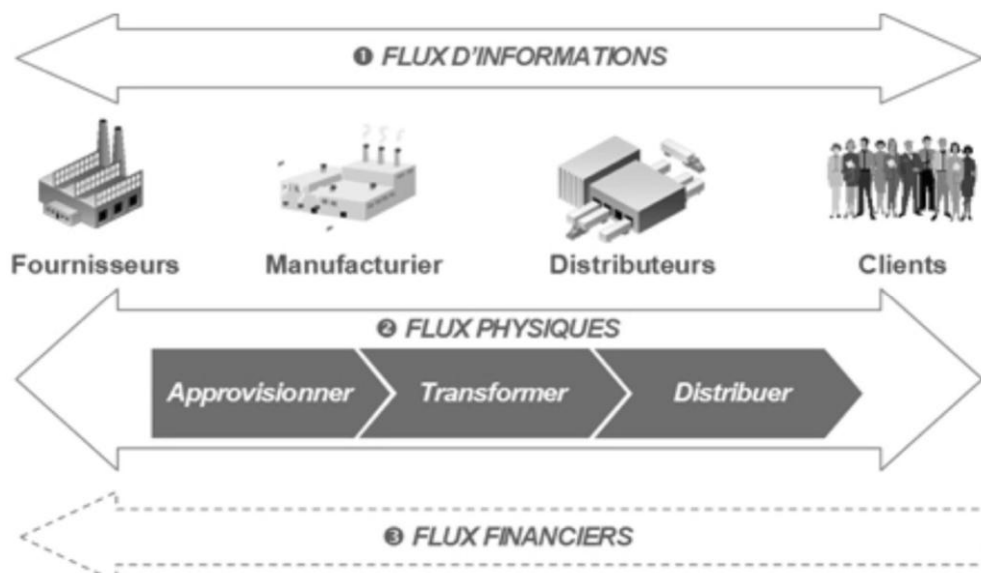 ❶ FLUX D'INFORMATIONS
Fournisseurs Manufacturier Distributeurs Clients
❷ FLUX PHYSIQUES
Approvisionner Transformer Distribuer
❸ FLUX FINANCIERS